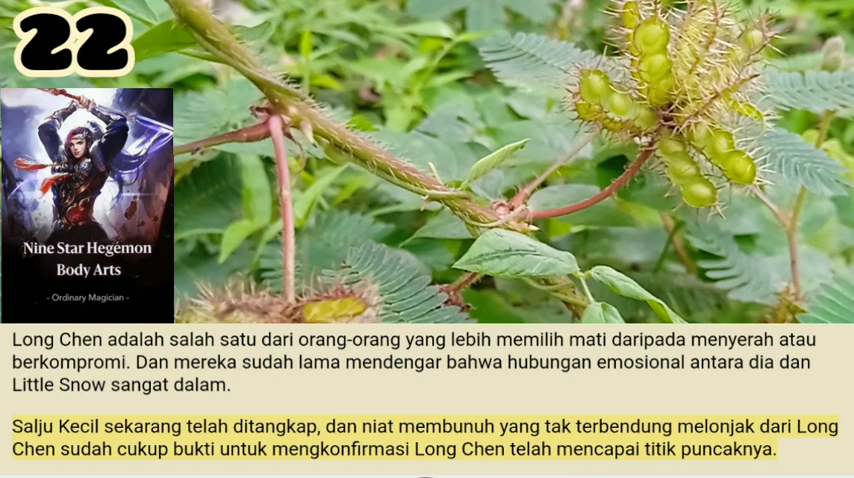 22
Nine Star Hegemon
Body Arts
- Ordinary Magician -
Long Chen adalah salah satu dari orang-orang yang lebih memilih mati daripada menyerah atau
berkompromi. Dan mereka sudah lama mendengar bahwa hubungan emosional antara dia dan
Little Snow sangat dalam.
Salju Kecil sekarang telah ditangkap, dan niat membunuh yang tak terbendung melonjak dari Long
Chen sudah cukup bukti untuk mengkonfirmasi Long Chen telah mencapai titik puncaknya.